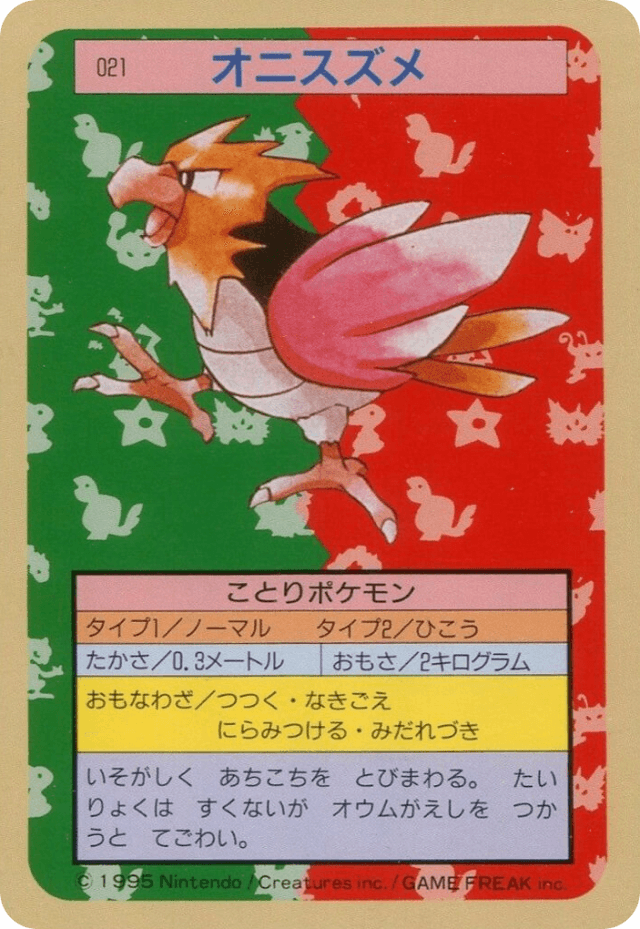 021 オニスズメ
ことりポケモン
タイプ1/ノーマル タイプ2/ひこう
たかさ/0.3メートル おもさ/2キログラム
おもなわざ/つつく・なきごえ
にらみつける・みだれづき
いそがしく あちこちを とびまわる。 たい
りょくは すくないが オウムがえしを つか
うと てごわい。
© 1995 Nintendo/Creatures inc./GAME FREAK inc.